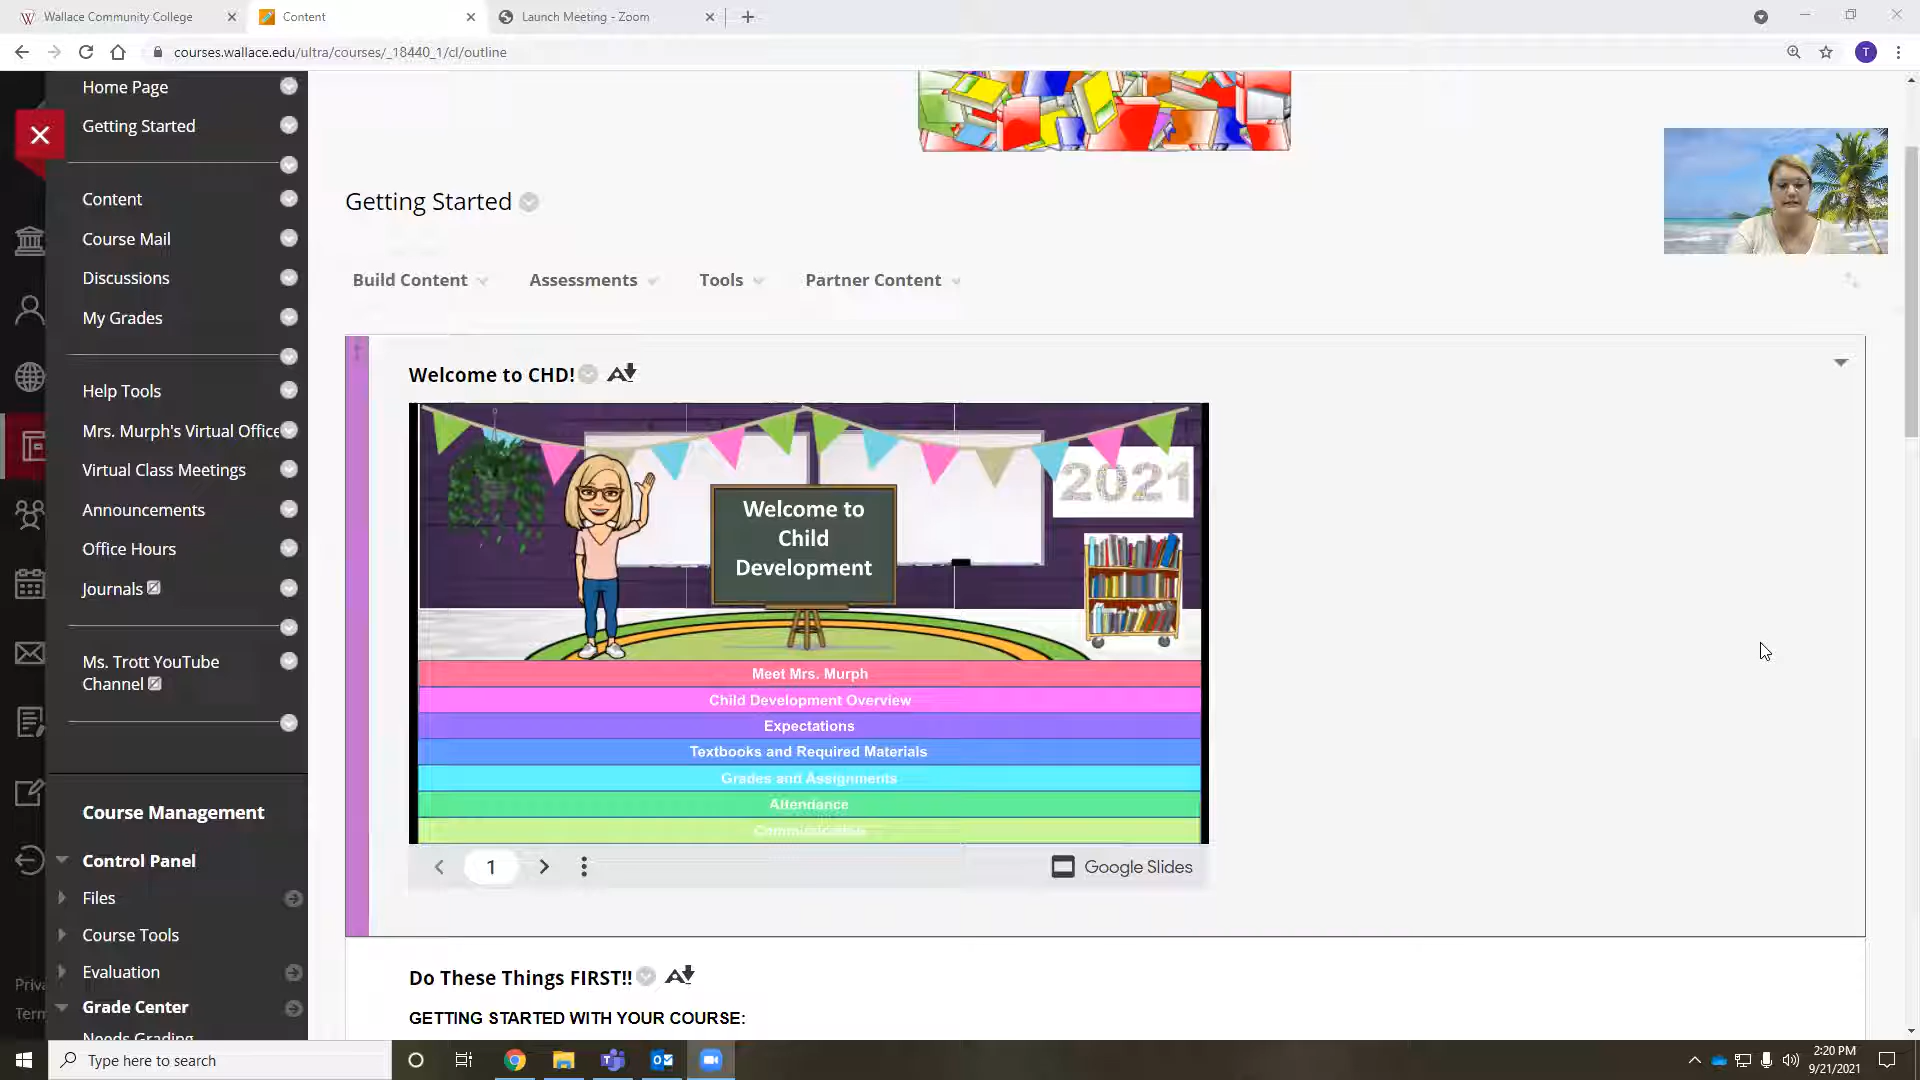 Wallace Community College
Content
Launch Meeting - Zoom
courses.wallace.edu/ultra/courses/_18440_1/cl/outline
T
Home Page
Getting Started
Content
Course Mail
Discussions
My Grades
Help Tools
Mrs. Murph's Virtual Office
Virtual Class Meetings
Announcements
Office Hours
Journals
Ms. Trott YouTube
Channel
Course Management
Control Panel
Files
Course Tools
Evaluation
Grade Center
Needs Grading
Priva
Term
Getting Started
Build Content
Assessments
Tools
Partner Content
Welcome to CHD!
2021
Welcome to
Child
Development
Meet Mrs. Murph
Child Development Overview
Expectations
Textbooks and Required Materials
Grades and Assignments
Attendance
Communication
1
Google Slides
Do These Things FIRST!!
GETTING STARTED WITH YOUR COURSE:
Type here to search
2:20 PM
9/21/2021